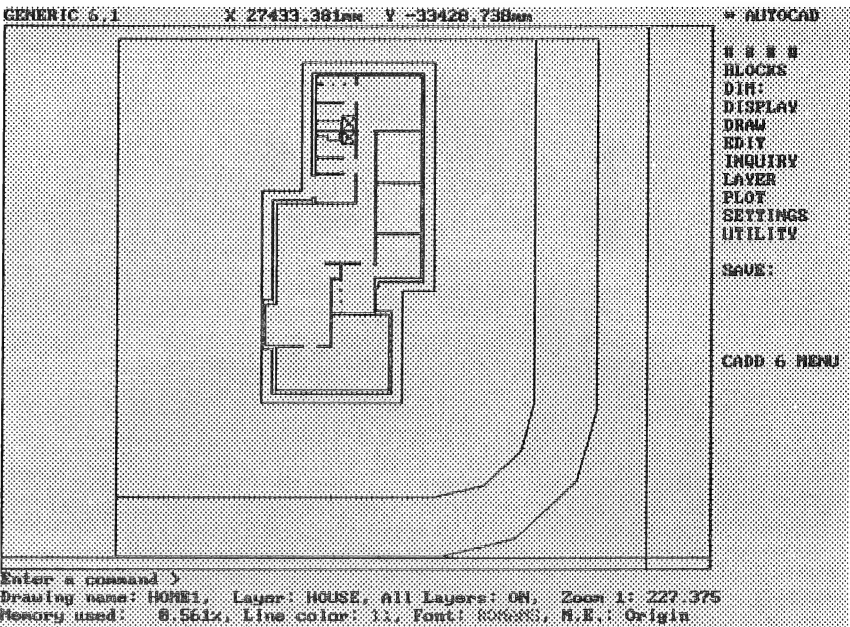 GENERIC 6.1 X 27433.381mm Y -33428.738mm * AUTOCAD
* * * *
BLOCKS
DIM:
DISPLAY
DRAW
EDIT
INQUIRY
LAYER
PLOT
SETTINGS
UTILITY
SAVE:
CADD 6 MENU
Enter a command >
Drawing name: HOME1, Layer: HOUSE, All Layers: ON, Zoom 1: 227.375
Memory used: 8.561%, Line color: 11, Font: M.E.: Origin